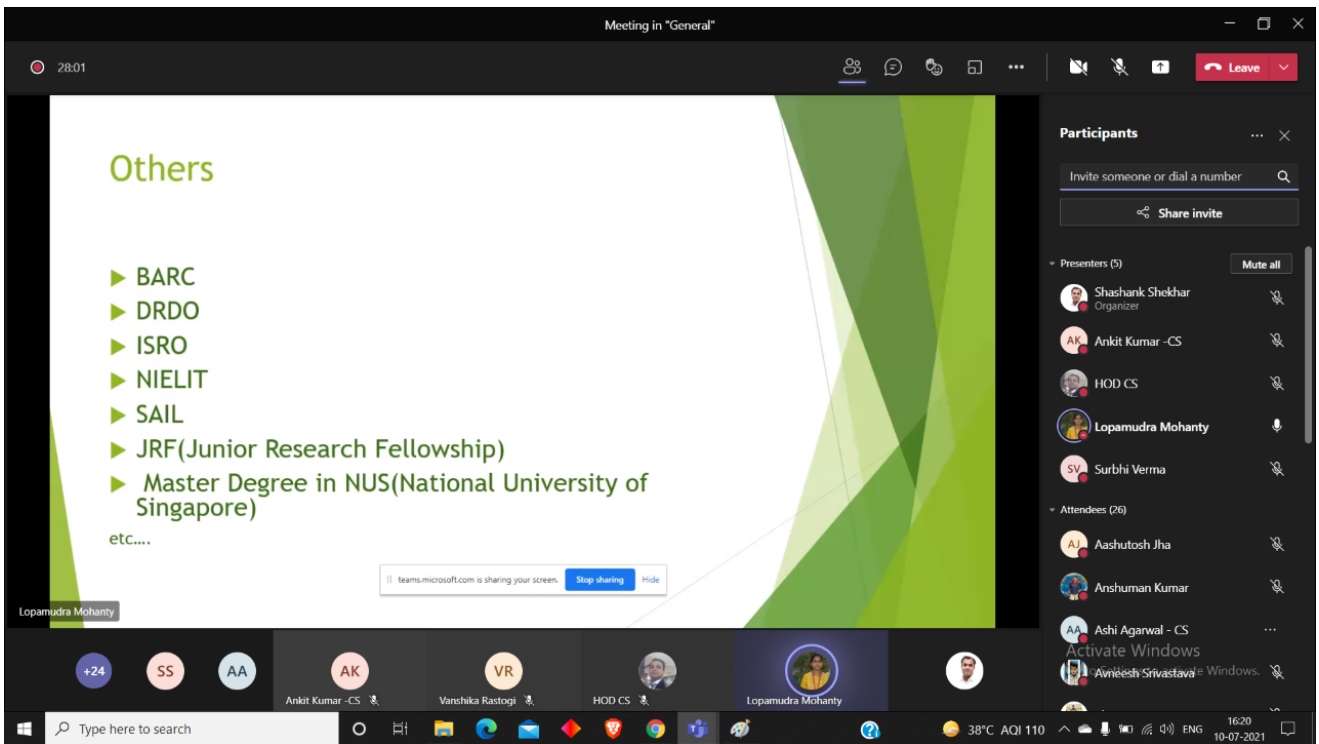 Meeting in "General"
28:01
Leave
Others
BARC
DRDO
ISRO
NIELIT
SAIL
JRF(Junior Research Fellowship)
Master Degree in NUS(National University of
Singapore)
etc....
teams.microsoft.com is sharing your screen.
Stop sharing
Hide
Lopamudra Mohanty
Participants
Invite someone or dial a number
Share invite
Presenters (5)
Mute all
Shashank Shekhar
Organizer
AK
Ankit Kumar -CS
HOD CS
Lopamudra Mohanty
SV
Surbhi Verma
Attendees (26)
AJ
Aashutosh Jha
Anshuman Kumar
AA
Ashi Agarwal - CS
Activate Windows
Avneesh Srivastava
+24
SS
AA
AK
Ankit Kumar -CS
VR
Vanshika Rastogi
HOD CS
Lopamudra Mohanty
Type here to search
38°C AQI 110
ENG
16:20
10-07-2021